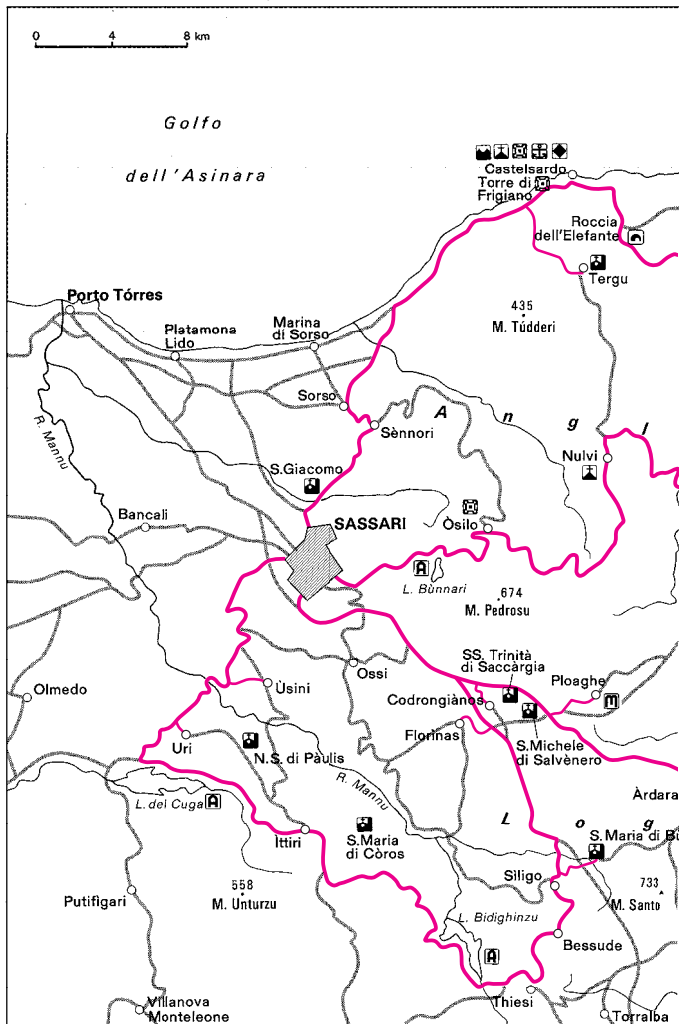 0 4 8 km
Golfo
dell'Asinara
Castelsardo
Torre di
Frigiano
Roccia
dell'Elefante
Tergu
Porto Tórres
435
M. Tùdderi
Platamona
Lido
Marina
di Sorso
Sorso
R. Mannu
A n g l
Sènnori
Nulvi
S.Giacomo
Bancali
SASSARI
Òsilo
L. Bùnnari
674
M. Pedrosu
SS. Trinità
di Saccàrgia
Ploaghe
Ossi
Ùsini
Codrongiànos
Olmedo
Florinas
S.Michele
di Salvènero
Uri
N.S. di Pàulis
R. Mannu
Àrdara
L. del Cuga
L o g
S.Maria
di Còros
S. Maria di Bu
Ìttiri
Sìligo
733
M. Santo
558
M. Unturzu
Putifigari
L. Bidighinzu
Bessude
Thiesi
Villanova
Monteleone
Torralba